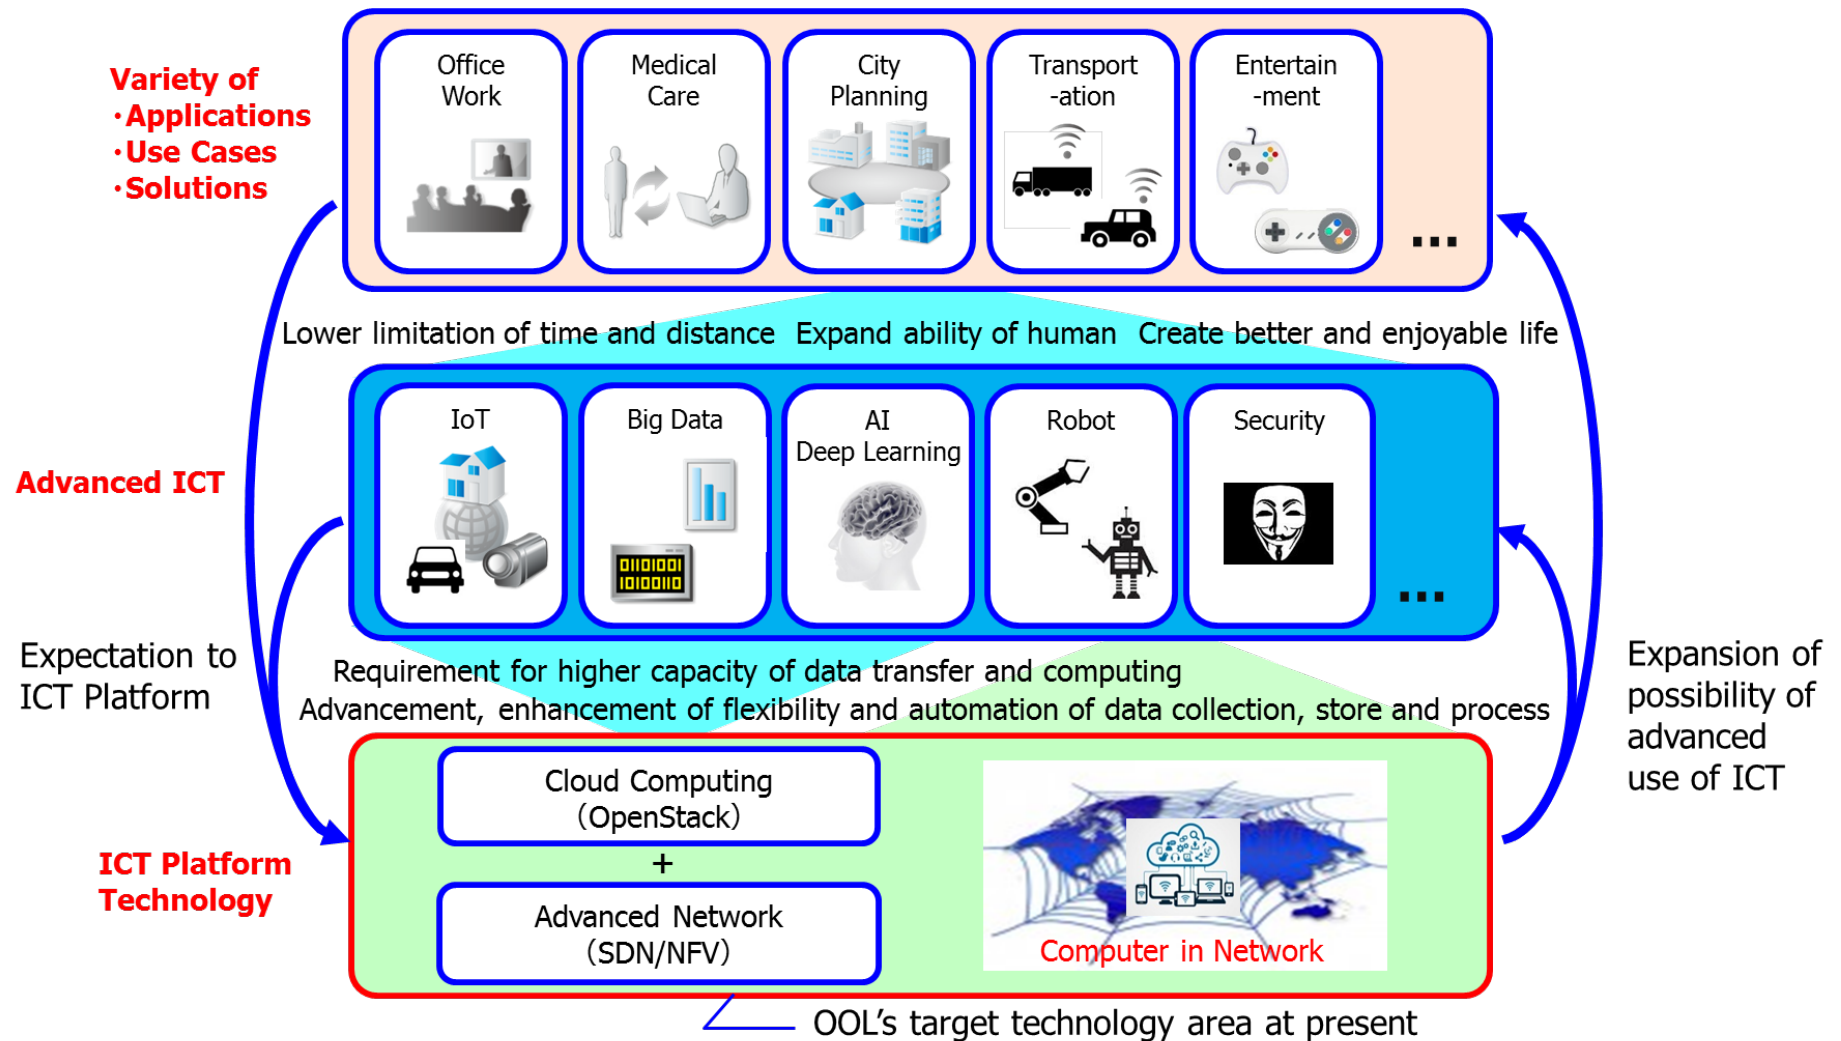 Variety of
・Applications
・Use Cases
・Solutions
Office
Work
Medical
Care
City
Planning
Transport
-ation
Entertain
-ment
...
Lower limitation of time and distance
Expand ability of human
Create better and enjoyable life
Advanced ICT
IoT
Big Data
01101001
10100110
AI
Deep Learning
Robot
Security
...
Expectation to
ICT Platform
Requirement for higher capacity of data transfer and computing
Advancement, enhancement of flexibility and automation of data collection, store and process
Expansion of
possibility of
advanced
use of ICT
ICT Platform
Technology
Cloud Computing
（OpenStack）
+
Advanced Network
（SDN/NFV）
Computer in Network
OOL’s target technology area at present